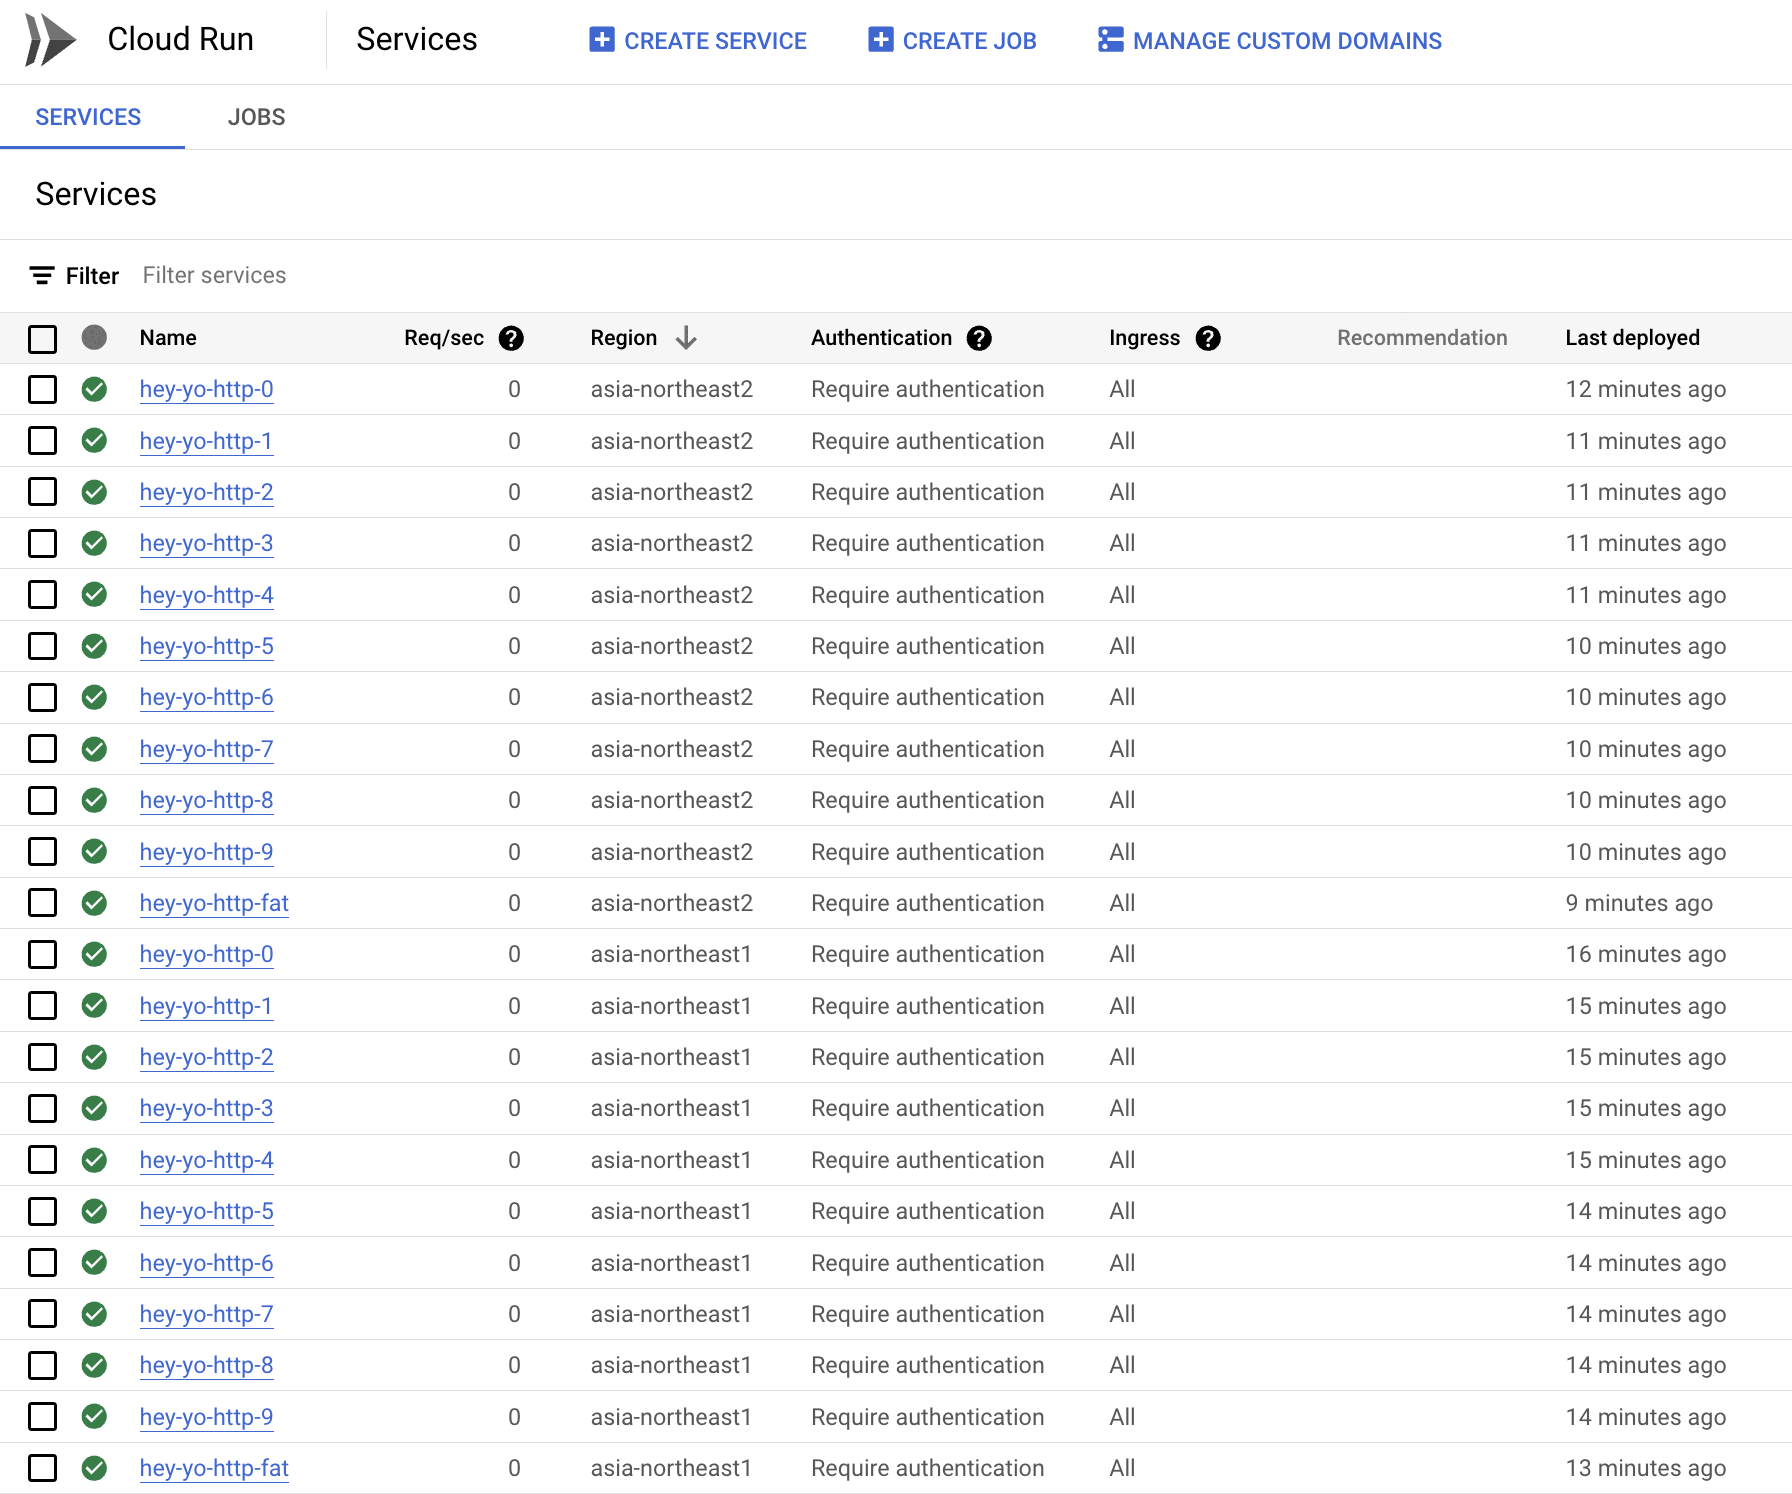 Cloud Run Services CREATE SERVICE CREATE JOB MANAGE CUSTOM DOMAINS
SERVICES JOBS
Services
Filter Filter services
Name Req/sec ? Region Authentication ? Ingress ? Recommendation Last deployed
hey-yo-http-0 0 asia-northeast2 Require authentication All 12 minutes ago
hey-yo-http-1 0 asia-northeast2 Require authentication All 11 minutes ago
hey-yo-http-2 0 asia-northeast2 Require authentication All 11 minutes ago
hey-yo-http-3 0 asia-northeast2 Require authentication All 11 minutes ago
hey-yo-http-4 0 asia-northeast2 Require authentication All 11 minutes ago
hey-yo-http-5 0 asia-northeast2 Require authentication All 10 minutes ago
hey-yo-http-6 0 asia-northeast2 Require authentication All 10 minutes ago
hey-yo-http-7 0 asia-northeast2 Require authentication All 10 minutes ago
hey-yo-http-8 0 asia-northeast2 Require authentication All 10 minutes ago
hey-yo-http-9 0 asia-northeast2 Require authentication All 10 minutes ago
hey-yo-http-fat 0 asia-northeast2 Require authentication All 9 minutes ago
hey-yo-http-0 0 asia-northeast1 Require authentication All 16 minutes ago
hey-yo-http-1 0 asia-northeast1 Require authentication All 15 minutes ago
hey-yo-http-2 0 asia-northeast1 Require authentication All 15 minutes ago
hey-yo-http-3 0 asia-northeast1 Require authentication All 15 minutes ago
hey-yo-http-4 0 asia-northeast1 Require authentication All 15 minutes ago
hey-yo-http-5 0 asia-northeast1 Require authentication All 14 minutes ago
hey-yo-http-6 0 asia-northeast1 Require authentication All 14 minutes ago
hey-yo-http-7 0 asia-northeast1 Require authentication All 14 minutes ago
hey-yo-http-8 0 asia-northeast1 Require authentication All 14 minutes ago
hey-yo-http-9 0 asia-northeast1 Require authentication All 14 minutes ago
hey-yo-http-fat 0 asia-northeast1 Require authentication All 13 minutes ago